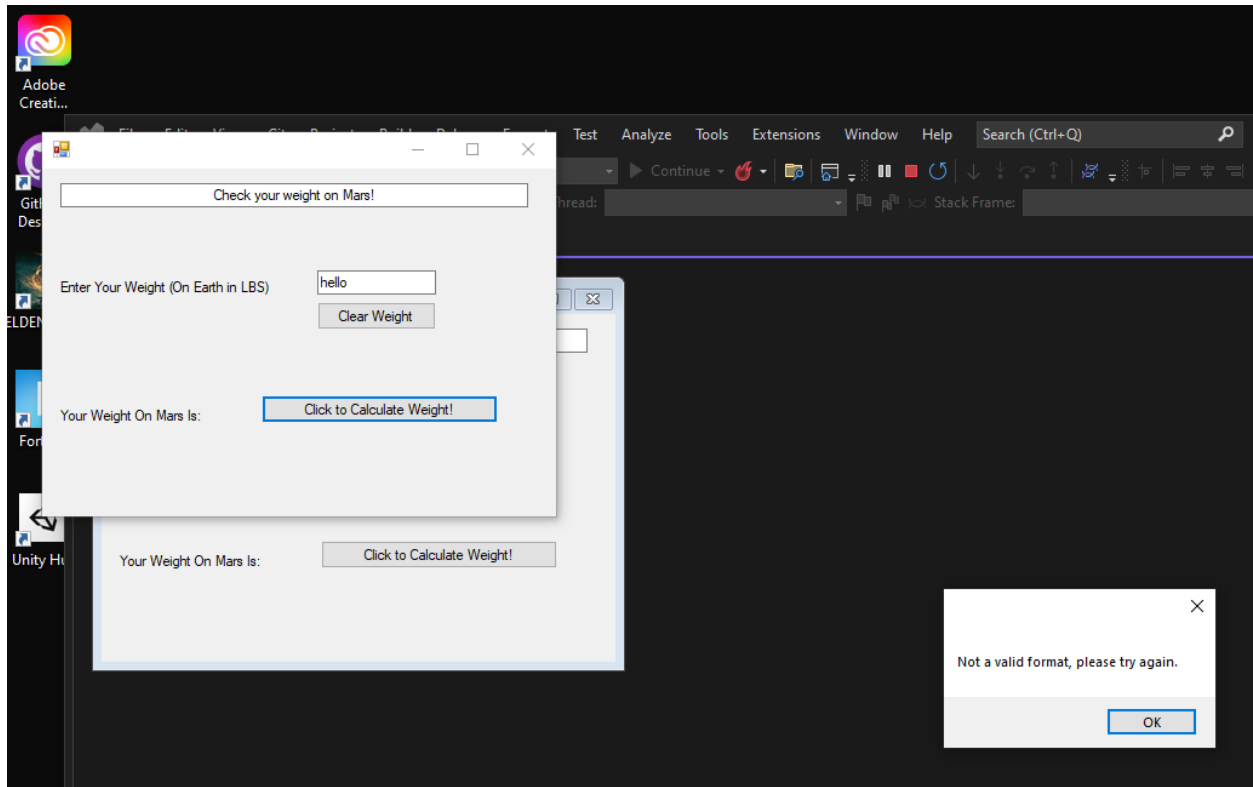 Adobe
Creati...
Test Analyze Tools Extensions Window Help Search (Ctrl+Q)
Continue
Stack Frame:
Check your weight on Mars!
Enter Your Weight (On Earth in LBS) hello
Clear Weight
Your Weight On Mars Is: Click to Calculate Weight!
Unity Hu
Your Weight On Mars Is: Click to Calculate Weight!
Not a valid format, please try again.
OK